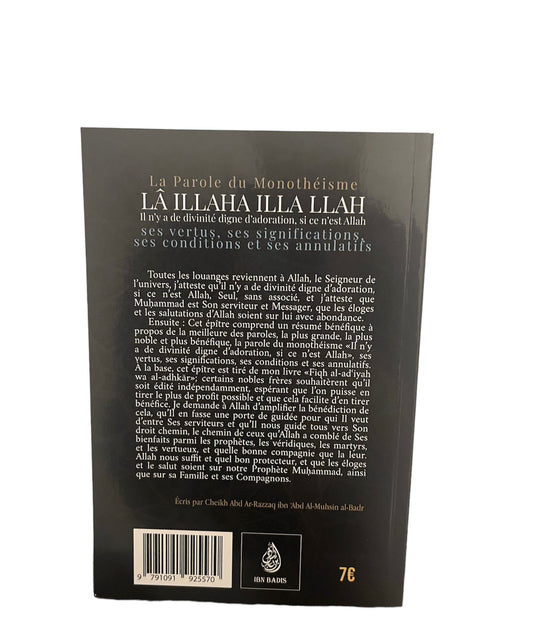 La Parole du Monothéisme
LÂ ILLAHA ILLA LLAH
Il n'y a de divinité digne d'adoration, si ce n'est Allah
ses vertus, ses significations,
ses conditions et ses annulatifs
Toutes les louanges reviennent à Allah, le Seigneur de
l'univers, j'atteste qu'il n'y a de divinité digne d'adoration,
si ce n'est Allah, Seul, sans associé, et j'atteste que
Muḥammad est Son serviteur et Messager, que les éloges
et les salutations d'Allah soient sur lui avec abondance.
Ensuite : Cet épître comprend un résumé bénéfique à
propos de la meilleure des paroles, la plus grande, la plus
noble et plus bénéfique, la parole du monothéisme «Il n'y
a de divinité digne d'adoration, si ce n'est Allah», ses
vertus, ses significations, ses conditions et ses annulatifs.
À la base, cet épître est tiré de mon livre «Fiqh al-ad'iyah
wa al-adhkâr»; certains nobles frères souhaitèrent qu'il
soit édité indépendamment, espérant que l'on puisse en
tirer le plus de profit possible et que cela facilite d'en tirer
bénéfice. Je demande à Allah d'amplifier la bénédiction de
cela, qu'Il en fasse une porte de guidée pour qui Il veut
d'entre Ses serviteurs et qu'Il nous guide tous vers Son
droit chemin, le chemin de ceux qu'Allah a comblé de Ses
bienfaits parmi les prophètes, les véridiques, les martyrs,
et les vertueux, et quelle bonne compagnie que la leur.
Allah nous suffit et quel bon protecteur, et que les éloges
et le salut soient sur notre Prophète Muḥammad, ainsi
que sur sa Famille et ses Compagnons.
Écris par Cheikh Abd Ar-Razzaq ibn 'Abd Al-Muhsin al-Badr
9 791091 925570
IBN BADIS
7€